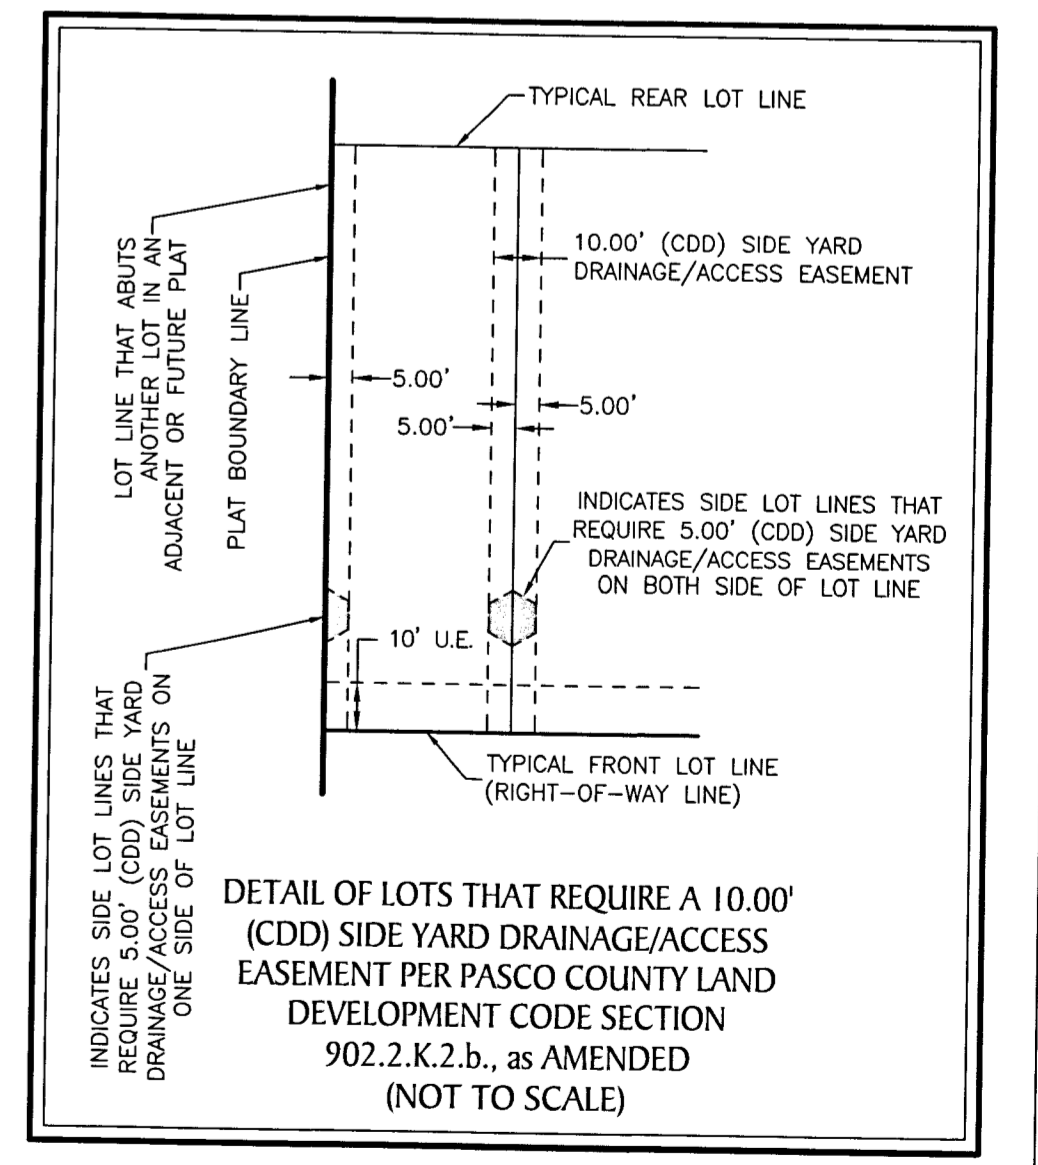 TYPICAL REAR LOT LINE
LOT LINE THAT ABUTS
ANOTHER LOT IN AN
ADJACENT OR FUTURE PLAT
PLAT BOUNDARY LINE
10.00' (CDD) SIDE YARD
DRAINAGE/ACCESS EASEMENT
5.00'
5.00'
5.00'
INDICATES SIDE LOT LINES THAT
REQUIRE 5.00' (CDD) SIDE YARD
DRAINAGE/ACCESS EASEMENTS
ON BOTH SIDE OF LOT LINE
10' U.E.
INDICATES SIDE LOT LINES THAT
REQUIRE 5.00' (CDD) SIDE YARD
DRAINAGE/ACCESS EASEMENTS ON
ONE SIDE OF LOT LINE
TYPICAL FRONT LOT LINE
(RIGHT-OF-WAY LINE)
DETAIL OF LOTS THAT REQUIRE A 10.00'
(CDD) SIDE YARD DRAINAGE/ACCESS
EASEMENT PER PASCO COUNTY LAND
DEVELOPMENT CODE SECTION
902.2.K.2.b., as AMENDED
(NOT TO SCALE)